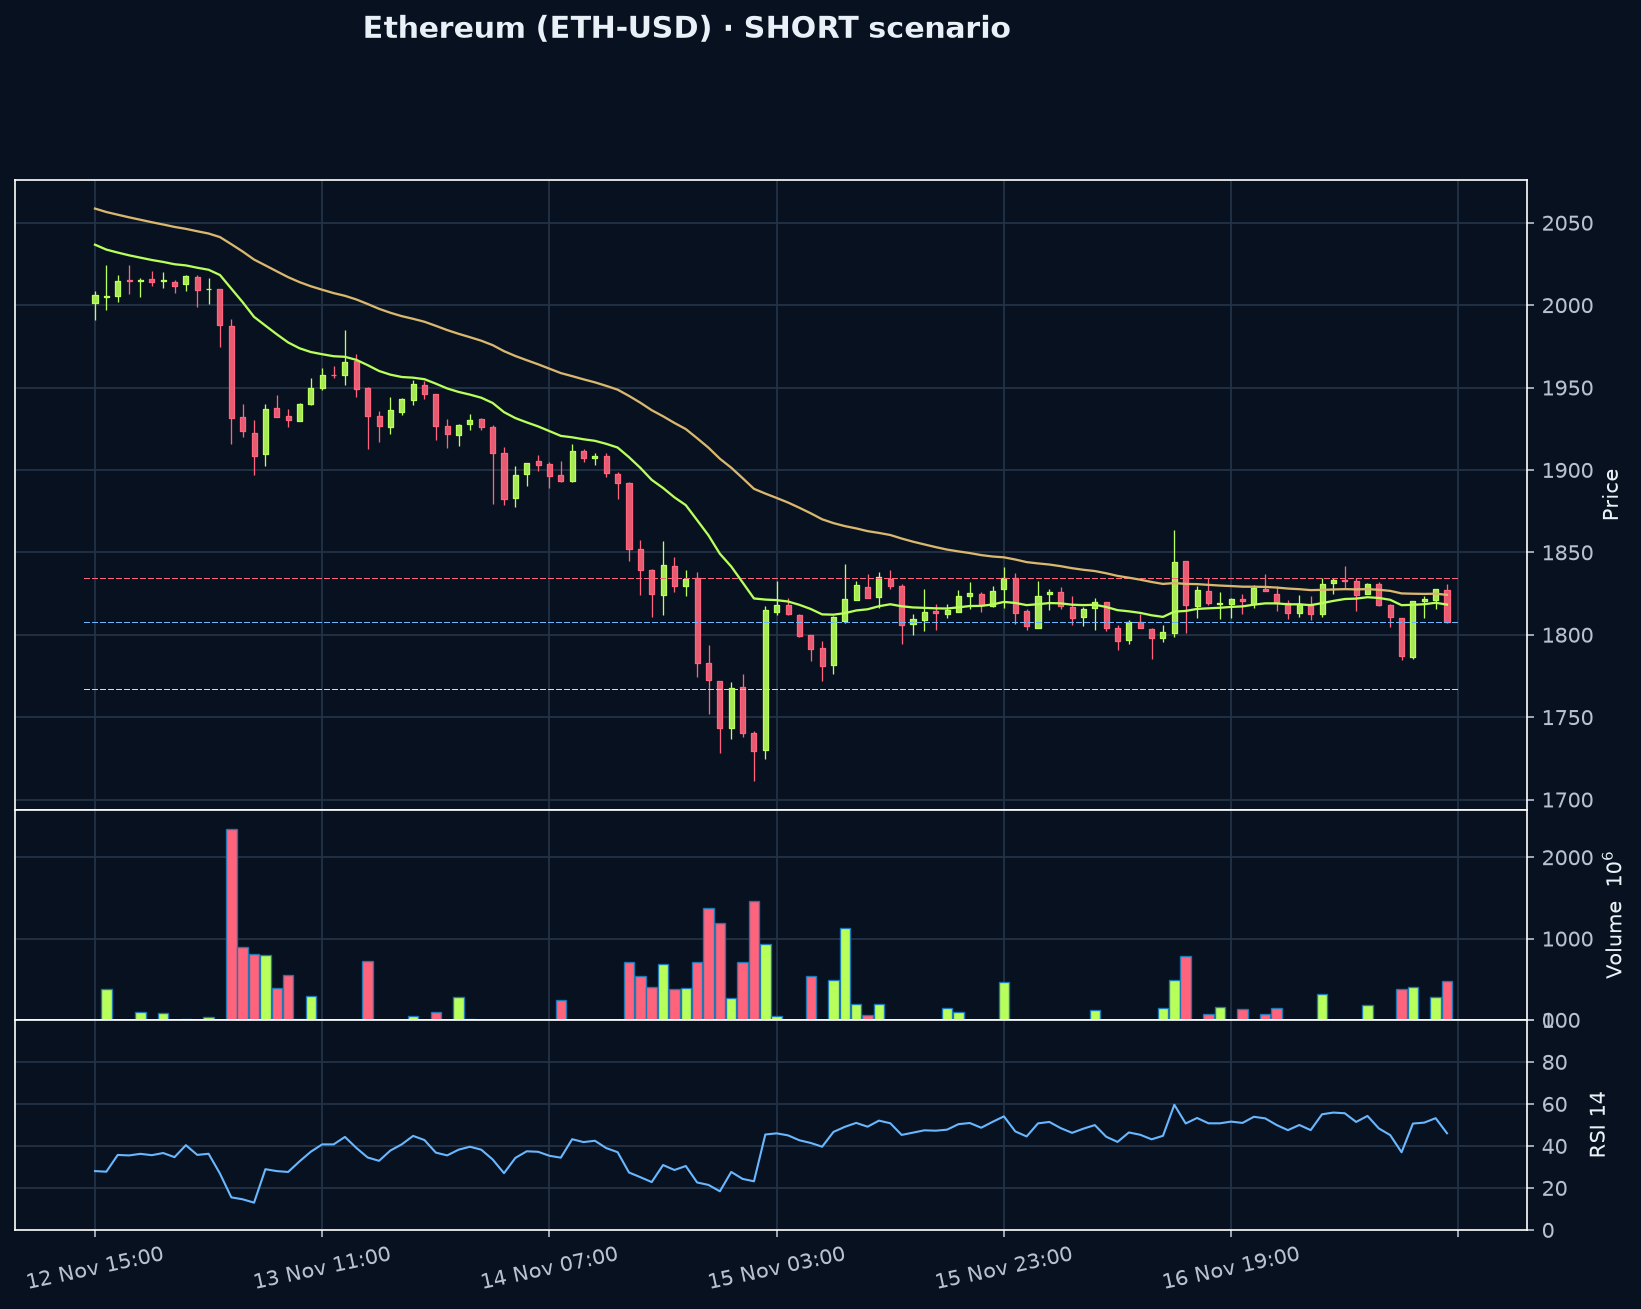 Ethereum (ETH-USD) · SHORT scenario
2050
2000
1950
1900
1850
1800
1750
1700
Price
2000
1000
0
Volume 10⁶
100
80
60
40
20
0
RSI 14
12 Nov 15:00
13 Nov 11:00
14 Nov 07:00
15 Nov 03:00
15 Nov 23:00
16 Nov 19:00